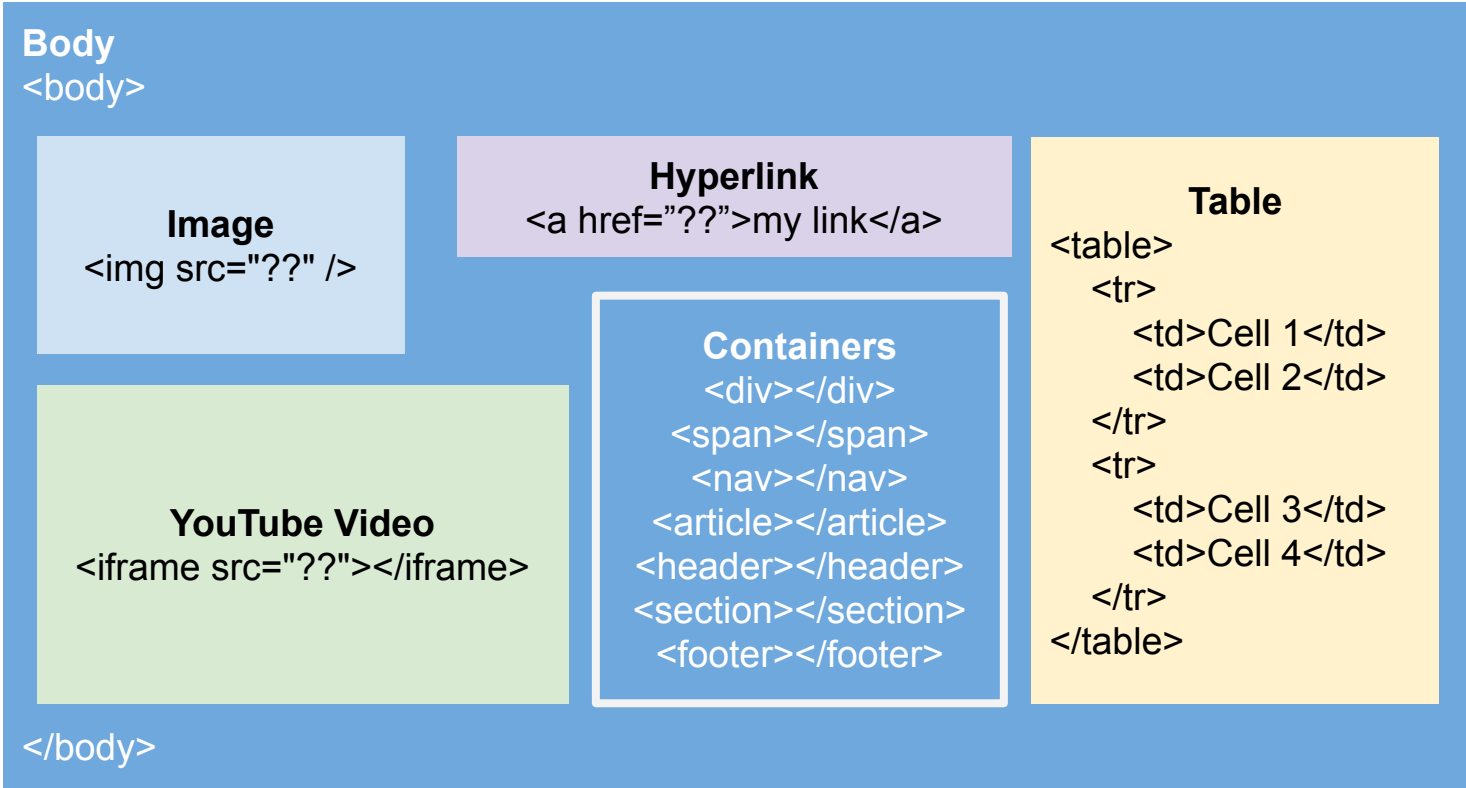 Body
<body>
Image
<img src="??" />
Hyperlink
<a href=”??”>my link</a>
Table
<table>
<tr>
<td>Cell 1</td>
<td>Cell 2</td>
</tr>
<tr>
<td>Cell 3</td>
<td>Cell 4</td>
</tr>
</table>
YouTube Video
<iframe src="??"></iframe>
Containers
<div></div>
<span></span>
<nav></nav>
<article></article>
<header></header>
<section></section>
<footer></footer>
</body>